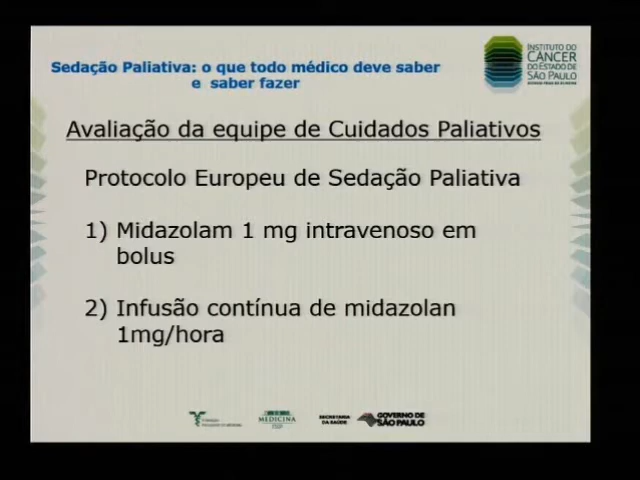 Sedação Paliativa: o que todo médico deve saber
e saber fazer
INSTITUTO DO
CÂNCER
DO ESTADO DE
SÃO PAULO
Avaliação da equipe de Cuidados Paliativos
Protocolo Europeu de Sedação Paliativa
1) Midazolam 1 mg intravenoso em
bolus
2) Infusão contínua de midazolan
1mg/hora
MEDICINA
SECRETARIA
DA SAÚDE
GOVERNO DE
SÃO PAULO